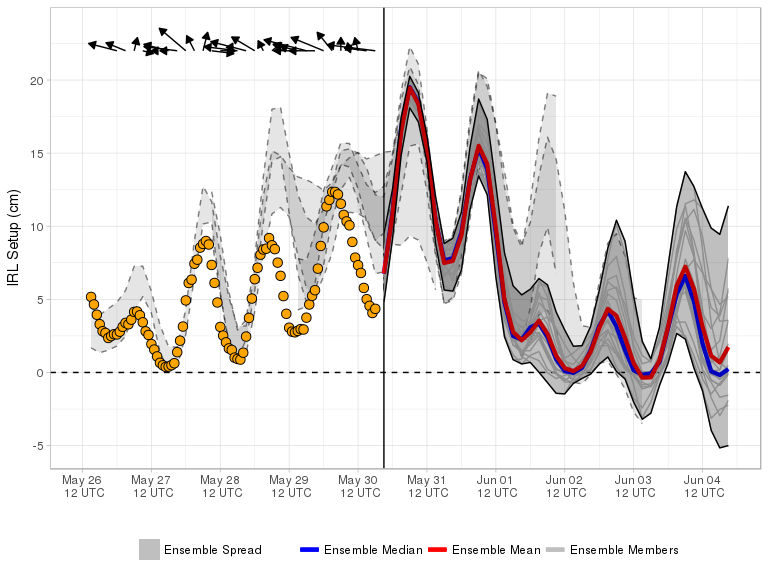 IRL Setup (cm)
20
15
10
5
0
-5
May 26 May 27 May 28 May 29 May 30 May 31 Jun 01 Jun 02 Jun 03 Jun 04
12 UTC 12 UTC 12 UTC 12 UTC 12 UTC 12 UTC 12 UTC 12 UTC 12 UTC 12 UTC
Ensemble Spread Ensemble Median Ensemble Mean Ensemble Members